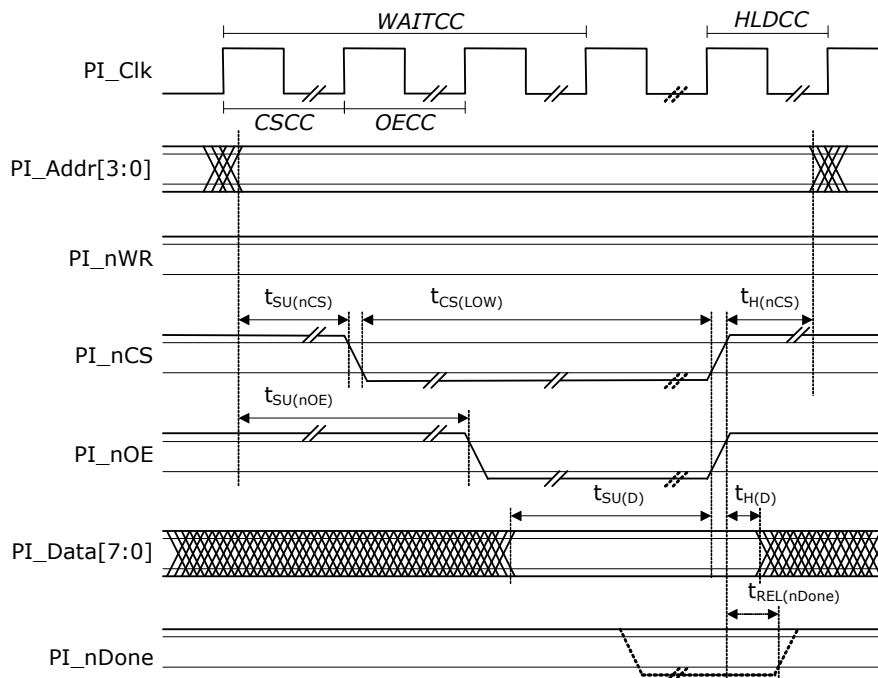 WAITCC
HLDCC
PI_Clk
CSCC
OECC
PI_Addr[3:0]
PI_nWR
tSU(nCS)
tCS(LOW)
tH(nCS)
PI_nCS
tSU(nOE)
PI_nOE
tSU(D)
tH(D)
PI_Data[7:0]
tREL(nDone)
PI_nDone